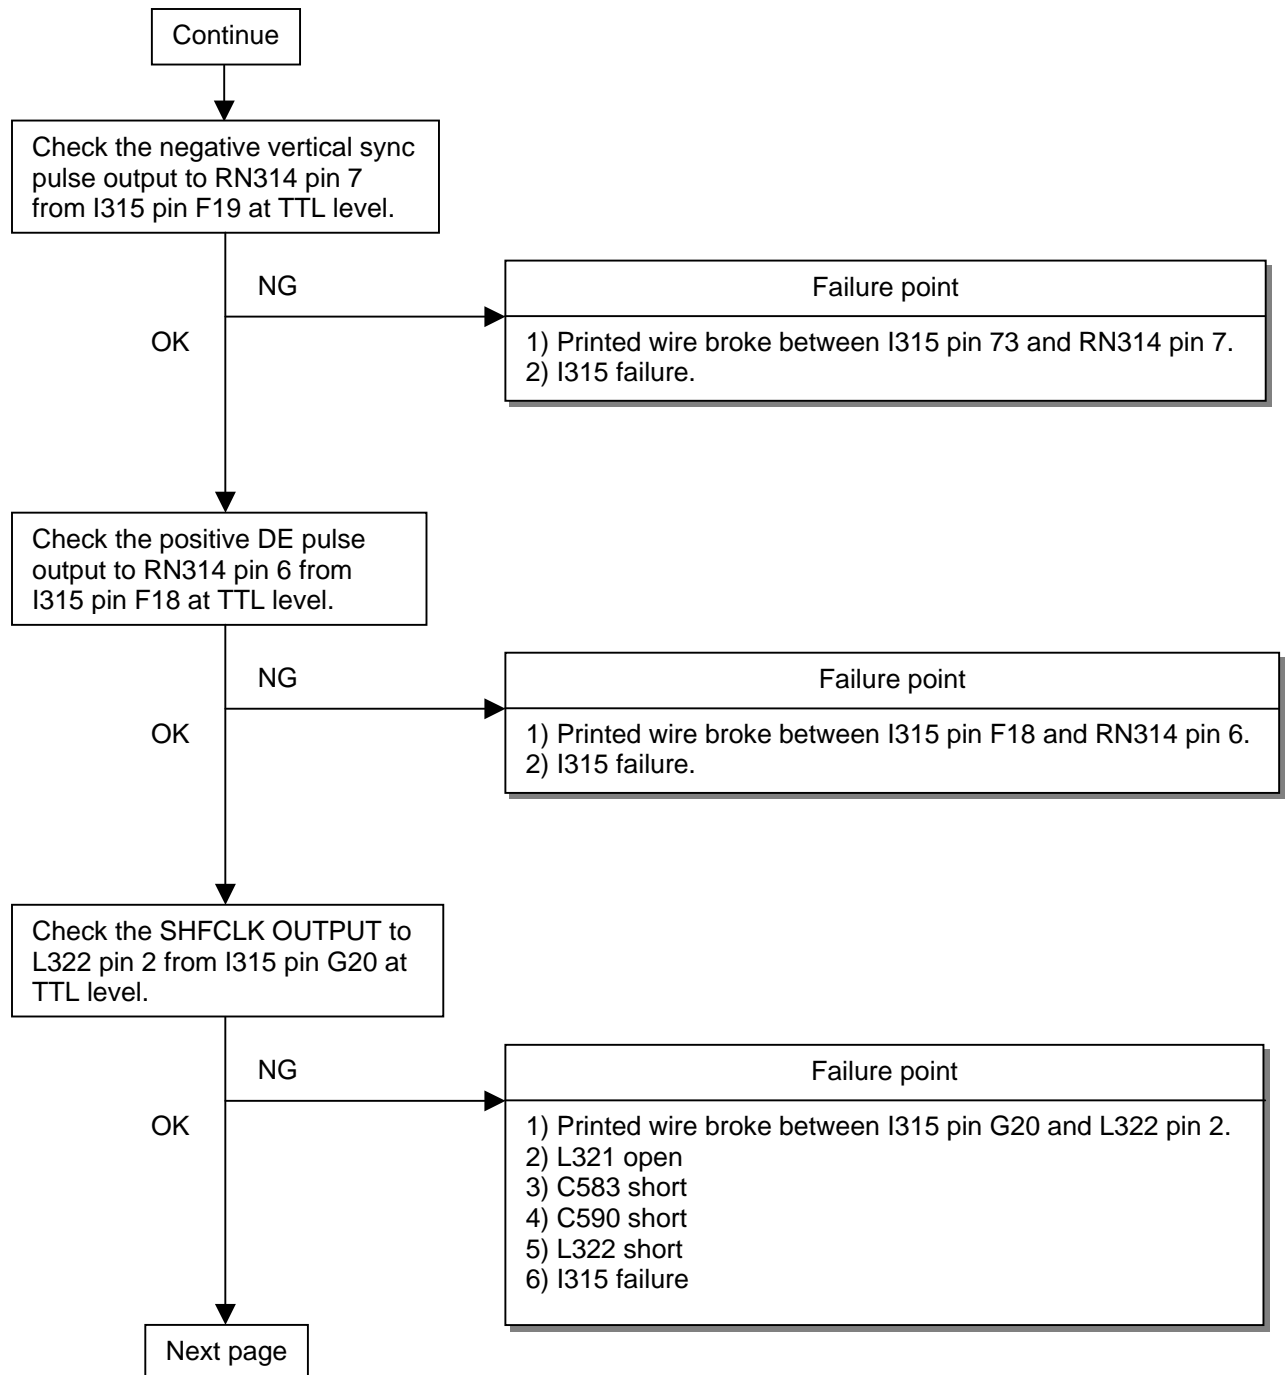 Continue
Check the negative vertical sync
pulse output to RN314 pin 7
from I315 pin F19 at TTL level.
NG
OK
Failure point
1) Printed wire broke between I315 pin 73 and RN314 pin 7.
2) I315 failure.
Check the positive DE pulse
output to RN314 pin 6 from
I315 pin F18 at TTL level.
NG
OK
Failure point
1) Printed wire broke between I315 pin F18 and RN314 pin 6.
2) I315 failure.
Check the SHFCLK OUTPUT to
L322 pin 2 from I315 pin G20 at
TTL level.
NG
OK
Failure point
1) Printed wire broke between I315 pin G20 and L322 pin 2.
2) L321 open
3) C583 short
4) C590 short
5) L322 short
6) I315 failure
Next page